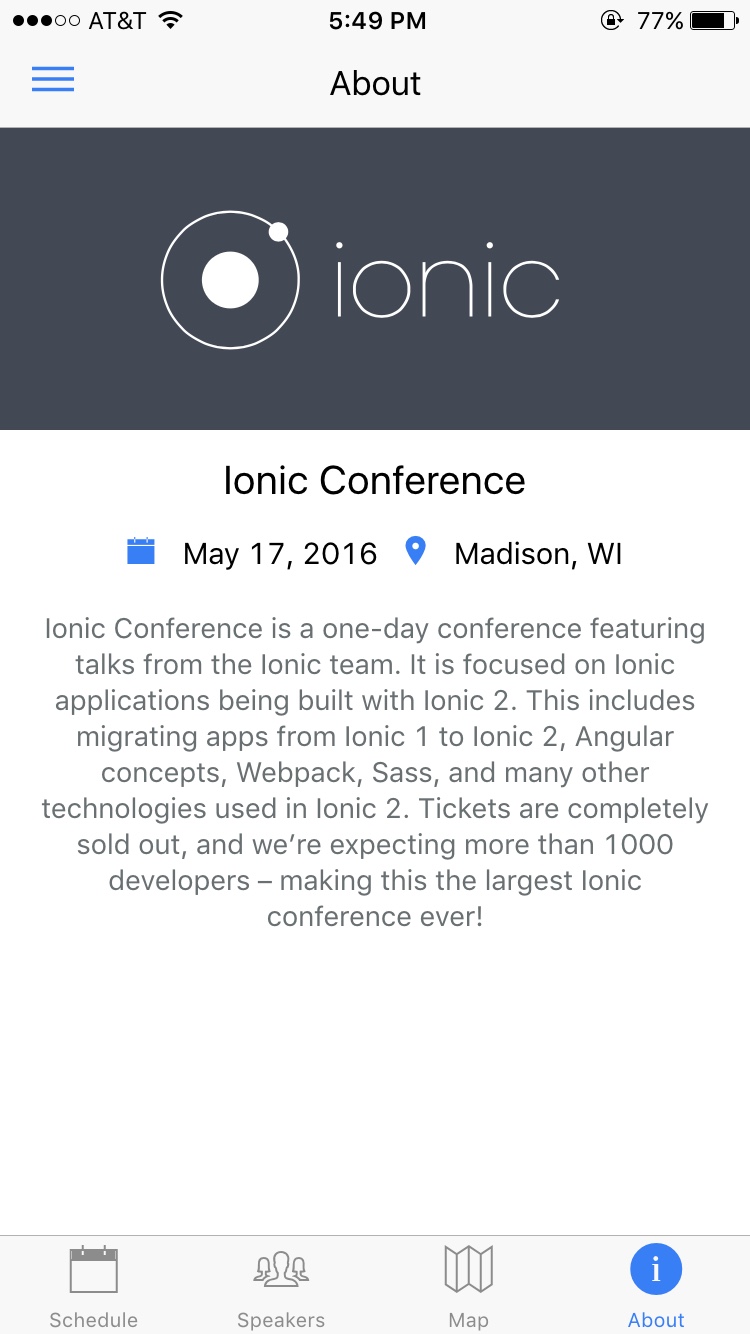 AT&T 5:49 PM 77%
About
ionic
Ionic Conference
May 17, 2016 Madison, WI
Ionic Conference is a one-day conference featuring
talks from the Ionic team. It is focused on Ionic
applications being built with Ionic 2. This includes
migrating apps from Ionic 1 to Ionic 2, Angular
concepts, Webpack, Sass, and many other
technologies used in Ionic 2. Tickets are completely
sold out, and we’re expecting more than 1000
developers – making this the largest Ionic
conference ever!
Schedule Speakers Map About